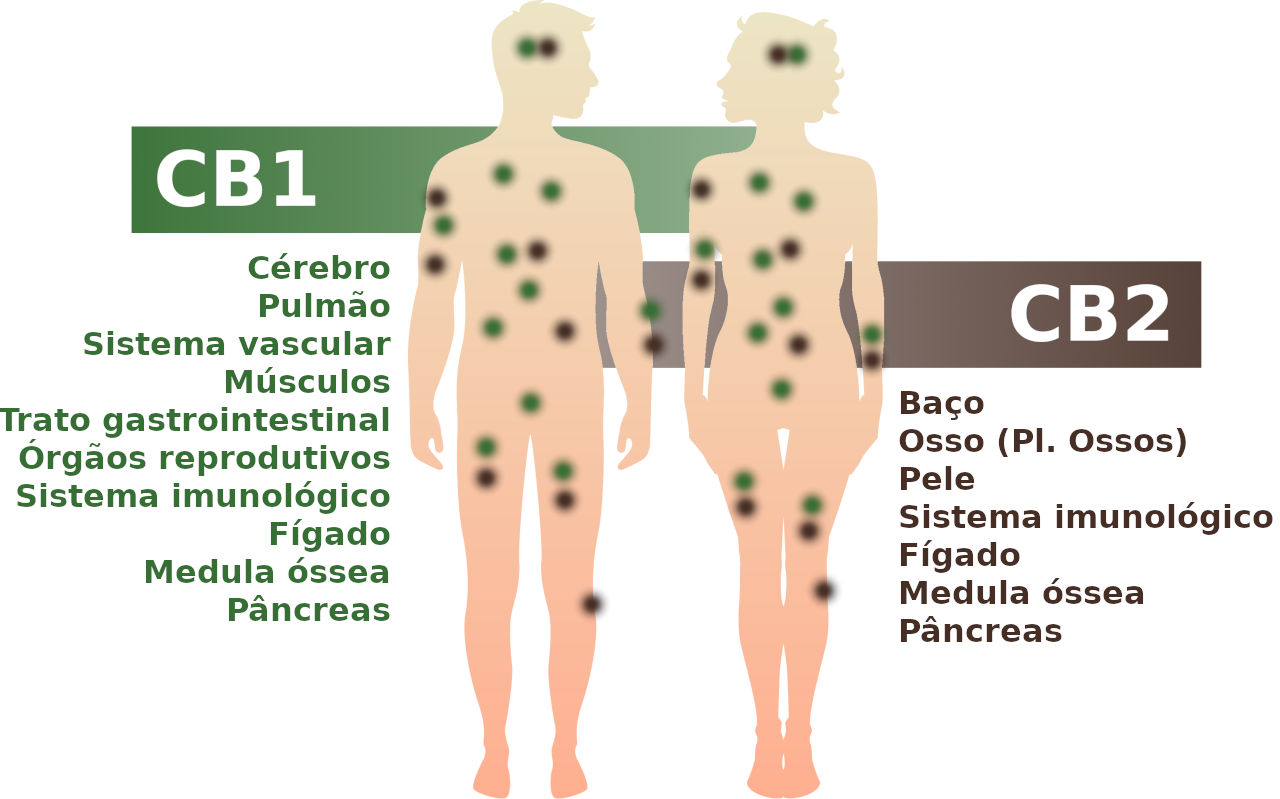 CB1
Cérebro
Pulmão
Sistema vascular
Músculos
Trato gastrointestinal
Órgãos reprodutivos
Sistema imunológico
Fígado
Medula óssea
Pâncreas
CB2
Baço
Osso (Pl. Ossos)
Pele
Sistema imunológico
Fígado
Medula óssea
Pâncreas